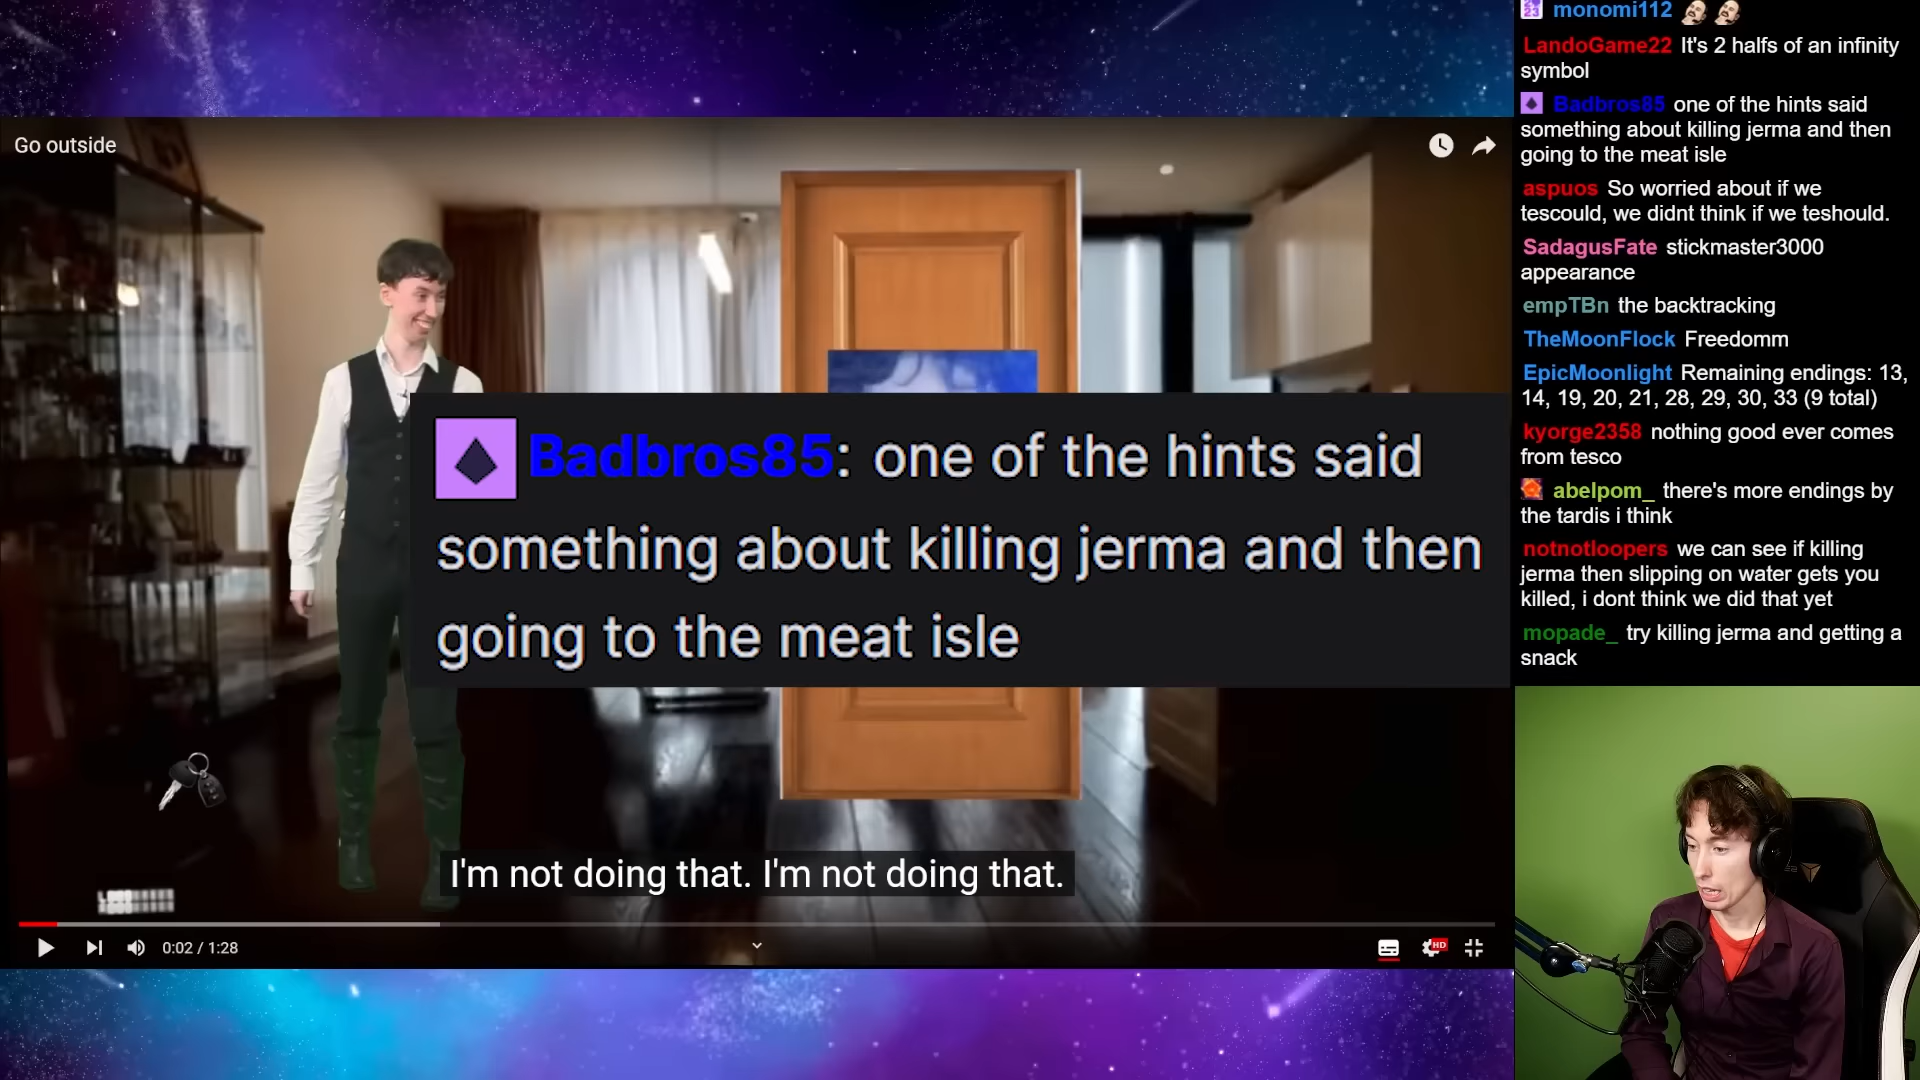 Go outside
Badbros85: one of the hints said
something about killing jerma and then
going to the meat isle
I'm not doing that. I'm not doing that.
0:02 / 1:28
HD
monomi112
LandoGame22 It's 2 halfs of an infinity
symbol
Badbros85 one of the hints said
something about killing jerma and then
going to the meat isle
aspuos So worried about if we
tescould, we didnt think if we teshould.
SadagusFate stickmaster3000
appearance
empTBn the backtracking
TheMoonFlock Freedomm
EpicMoonlight Remaining endings: 13,
14, 19, 20, 21, 28, 29, 30, 33 (9 total)
kyorge2358 nothing good ever comes
from tesco
abelpom_ there's more endings by
the tardis i think
notnotloopers we can see if killing
jerma then slipping on water gets you
killed, i dont think we did that yet
mopade_ try killing jerma and getting a
snack